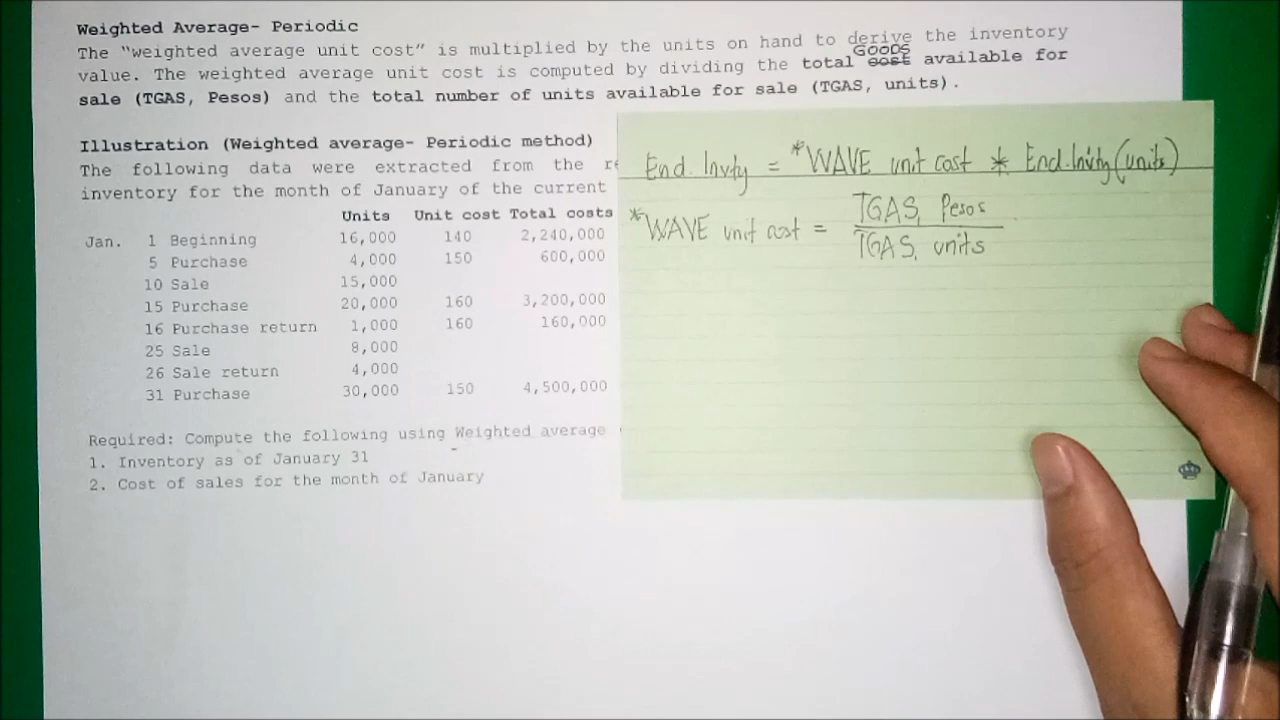 Weighted Average- Periodic
The "weighted average unit cost" is multiplied by the units on hand to derive the inventory
GOODS
value. The weighted average unit cost is computed by dividing the total cost available for
sale (TGAS, Pesos) and the total number of units available for sale (TGAS, units).
Illustration (Weighted average- Periodic method)
The following data were extracted from the
inventory for the month of January of the current
Units Unit cost Total costs
Jan. 1 Beginning 16,000 140 2,240,000
5 Purchase 4,000 150 600,000
10 Sale 15,000
15 Purchase 20,000 160 3,200,000
16 Purchase return 1,000 160 160,000
25 Sale 8,000
26 Sale return 4,000
31 Purchase 30,000 150 4,500,000
Required: Compute the following using Weighted average
1. Inventory as of January 31
2. Cost of sales for the month of January
End. Invty = *WAVE unit cost * End. Invty (units)
*WAVE unit cost = TGAS, Pesos
TGAS, units